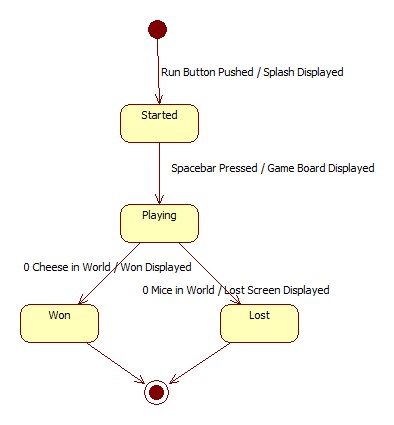 Run Button Pushed / Splash Displayed
Started
Spacebar Pressed / Game Board Displayed
Playing
0 Cheese in World / Won Displayed
0 Mice in World / Lost Screen Displayed
Won
Lost